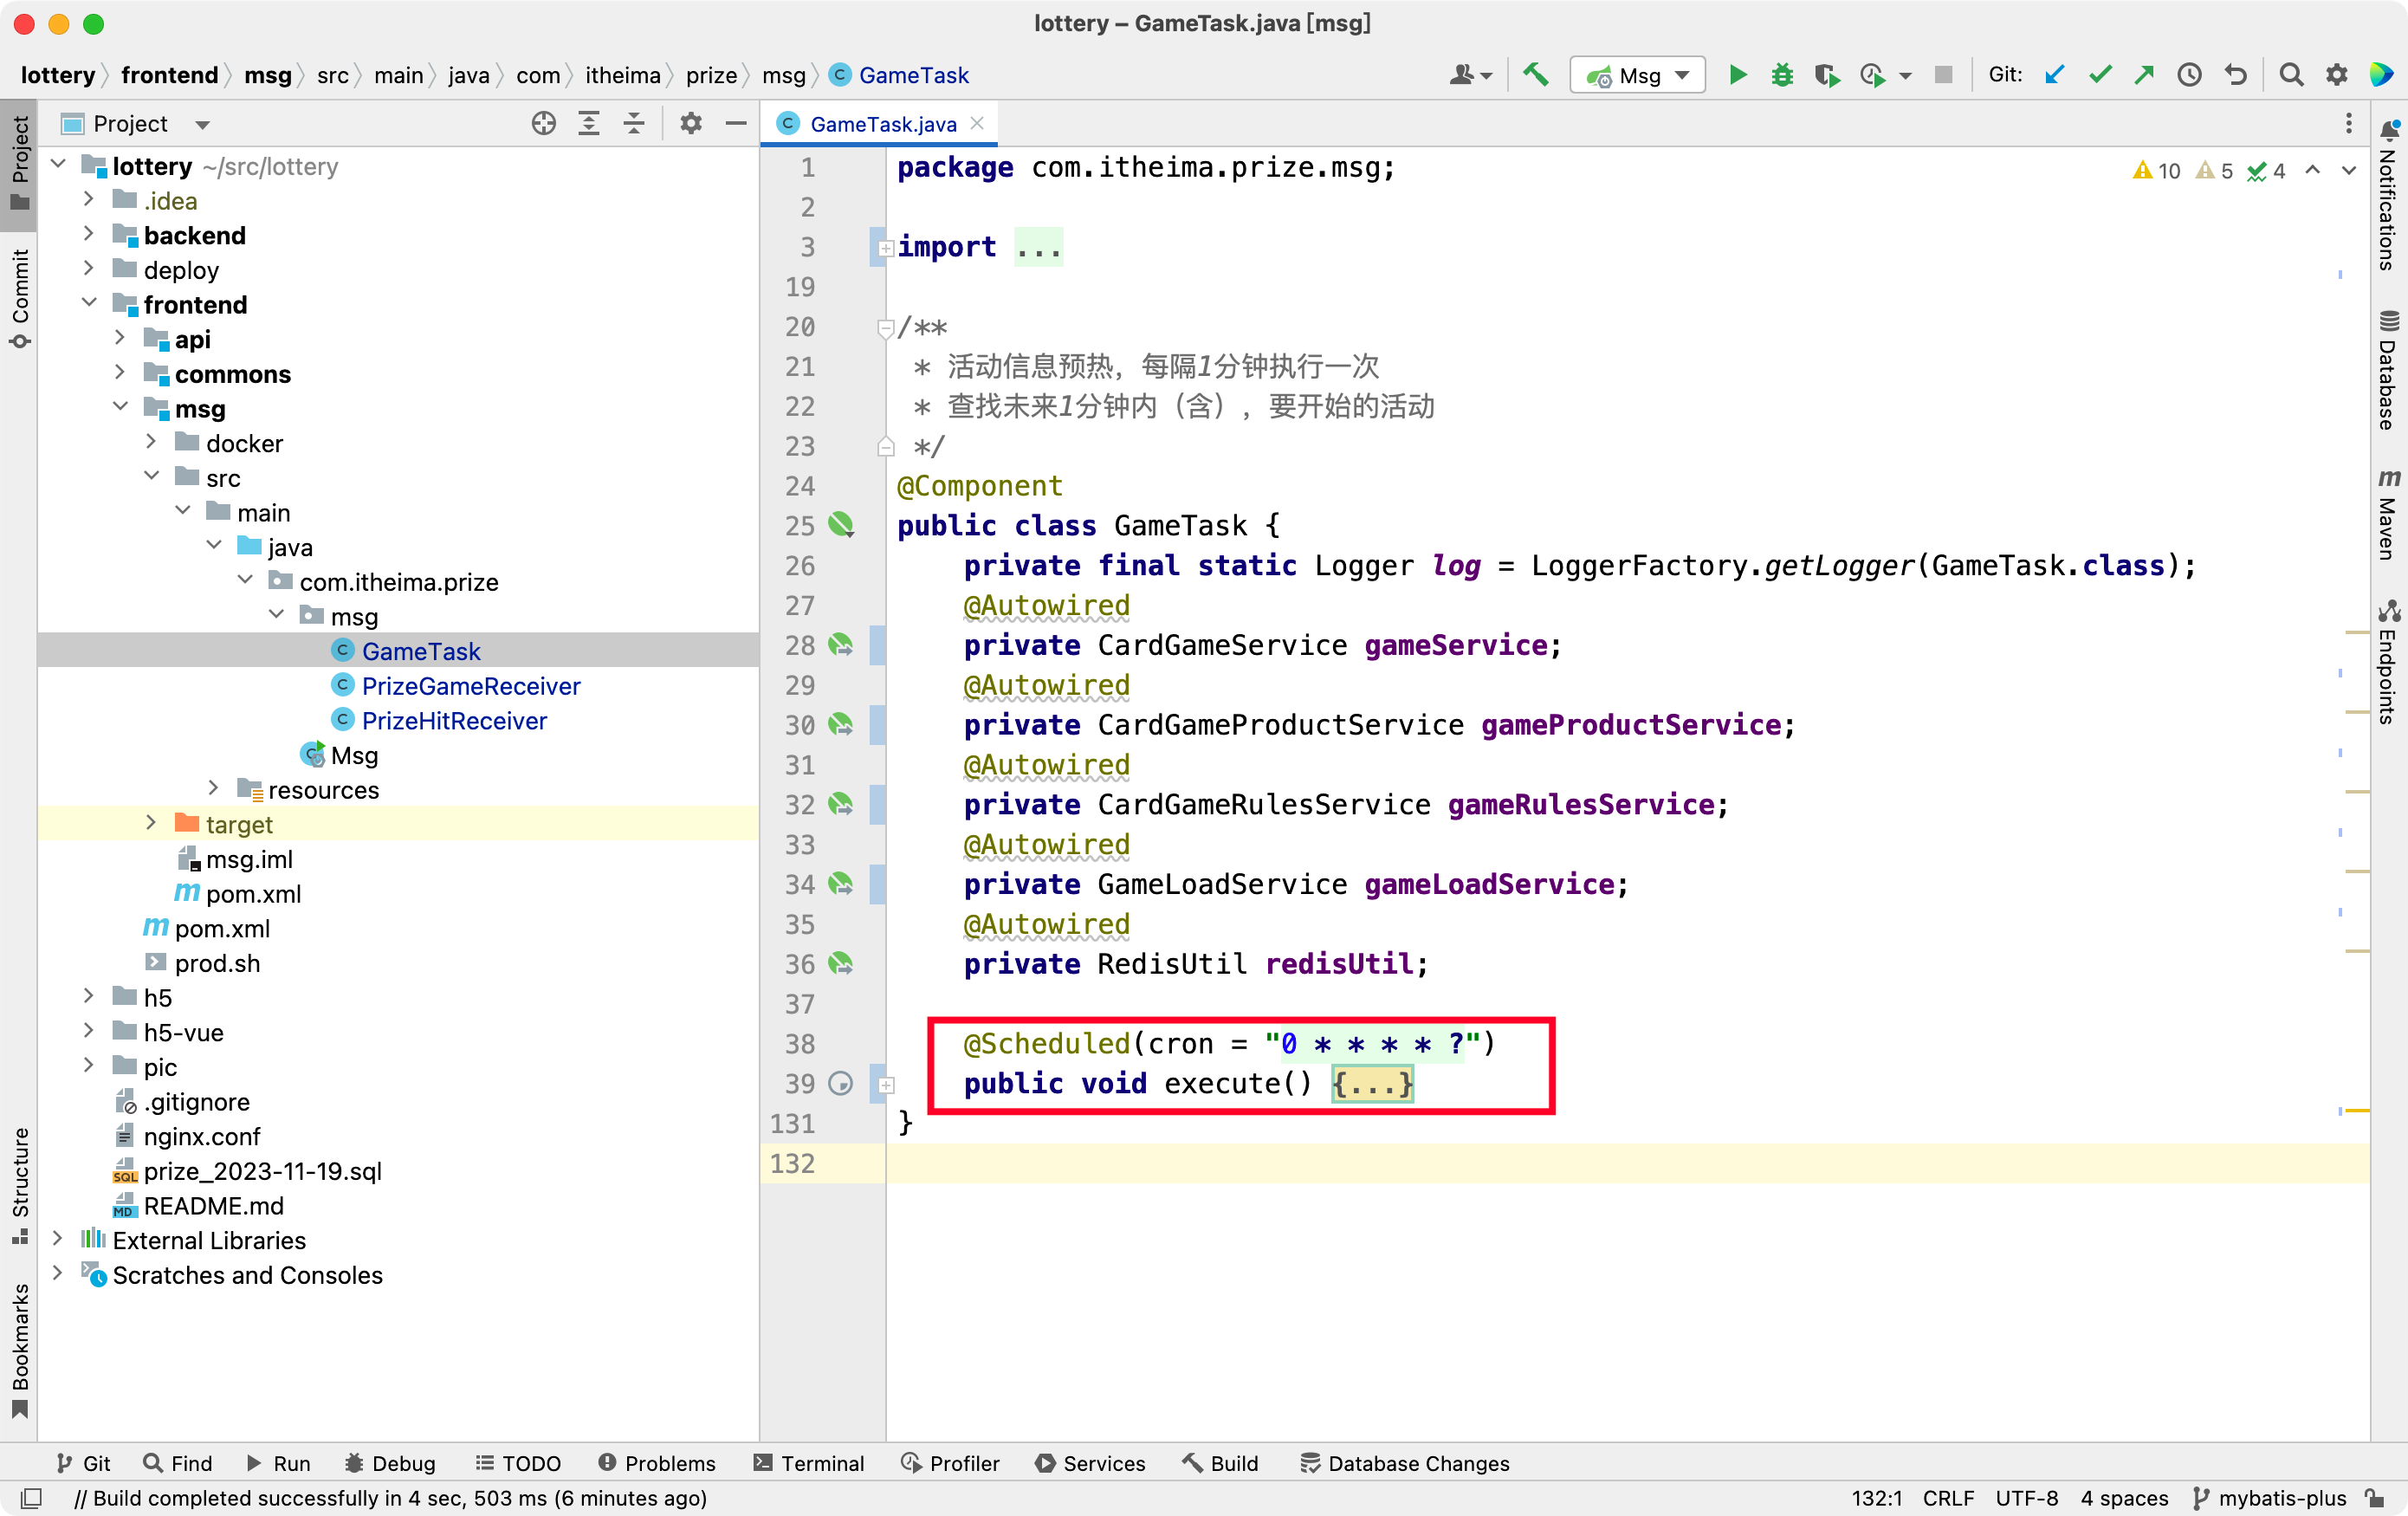 lottery – GameTask.java [msg]
lottery frontend msg src main java com itheima prize msg GameTask
Msg
Git:
Project
Commit
Structure
Bookmarks
Project
lottery ~/src/lottery
.idea
backend
deploy
frontend
api
commons
msg
docker
src
main
java
com.itheima.prize
msg
GameTask
PrizeGameReceiver
PrizeHitReceiver
Msg
resources
target
msg.iml
pom.xml
pom.xml
prod.sh
h5
h5-vue
pic
.gitignore
nginx.conf
prize_2023-11-19.sql
README.md
External Libraries
Scratches and Consoles
GameTask.java
10 5 4
1 package com.itheima.prize.msg;
2
3 import ...
19
20 /**
21 * 活动信息预热，每隔1分钟执行一次
22 * 查找未来1分钟内（含），要开始的活动
23 */
24 @Component
25 public class GameTask {
26 private final static Logger log = LoggerFactory.getLogger(GameTask.class);
27 @Autowired
28 private CardGameService gameService;
29 @Autowired
30 private CardGameProductService gameProductService;
31 @Autowired
32 private CardGameRulesService gameRulesService;
33 @Autowired
34 private GameLoadService gameLoadService;
35 @Autowired
36 private RedisUtil redisUtil;
37
38 @Scheduled(cron = "0 * * * * ?")
39 public void execute() {...}
131 }
132
Notifications
Database
Maven
Endpoints
Git Find Run Debug TODO Problems Terminal Profiler Services Build Database Changes
// Build completed successfully in 4 sec, 503 ms (6 minutes ago)
132:1 CRLF UTF-8 4 spaces mybatis-plus